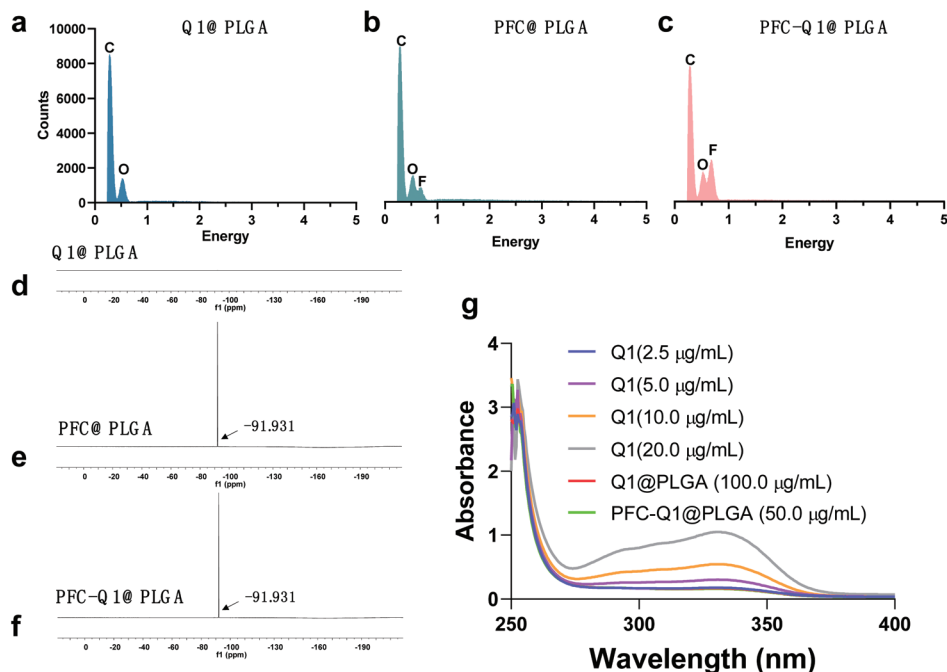 a
Q1@ PLGA
10000
8000
6000
4000
2000
0
Counts
C
O
0 1 2 3 4 5
Energy
b
PFC@ PLGA
C
O
F
0 1 2 3 4 5
Energy
c
PFC-Q1@ PLGA
C
O
F
0 1 2 3 4 5
Energy
Q1@ PLGA
d
0 -20 -40 -60 -80 -100 -130 -160 -190
f1 (ppm)
-91.931
PFC@ PLGA
e
0 -20 -40 -60 -80 -100 -130 -160 -190
f1 (ppm)
-91.931
PFC-Q1@ PLGA
f
0 -20 -40 -60 -80 -100 -130 -160 -190
f1 (ppm)
g
4
3
2
1
0
Absorbance
Q1(2.5 μg/mL)
Q1(5.0 μg/mL)
Q1(10.0 μg/mL)
Q1(20.0 μg/mL)
Q1@PLGA (100.0 μg/mL)
PFC-Q1@PLGA (50.0 μg/mL)
250 300 350 400
Wavelength (nm)